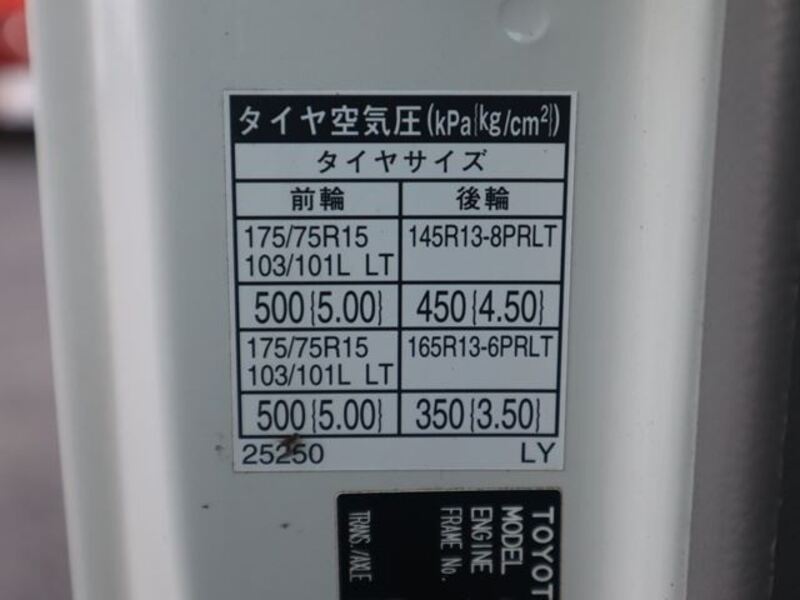 タイヤ空気圧(kPa{kg/cm²})
タイヤサイズ
前輪 後輪
175/75R15 145R13-8PRLT
103/101L LT
500{5.00} 450{4.50}
175/75R15 165R13-6PRLT
103/101L LT
500{5.00} 350{3.50}
25250 LY
TOYOT
MODEL
ENGINE
FRAME No.
TRANS./AXLE